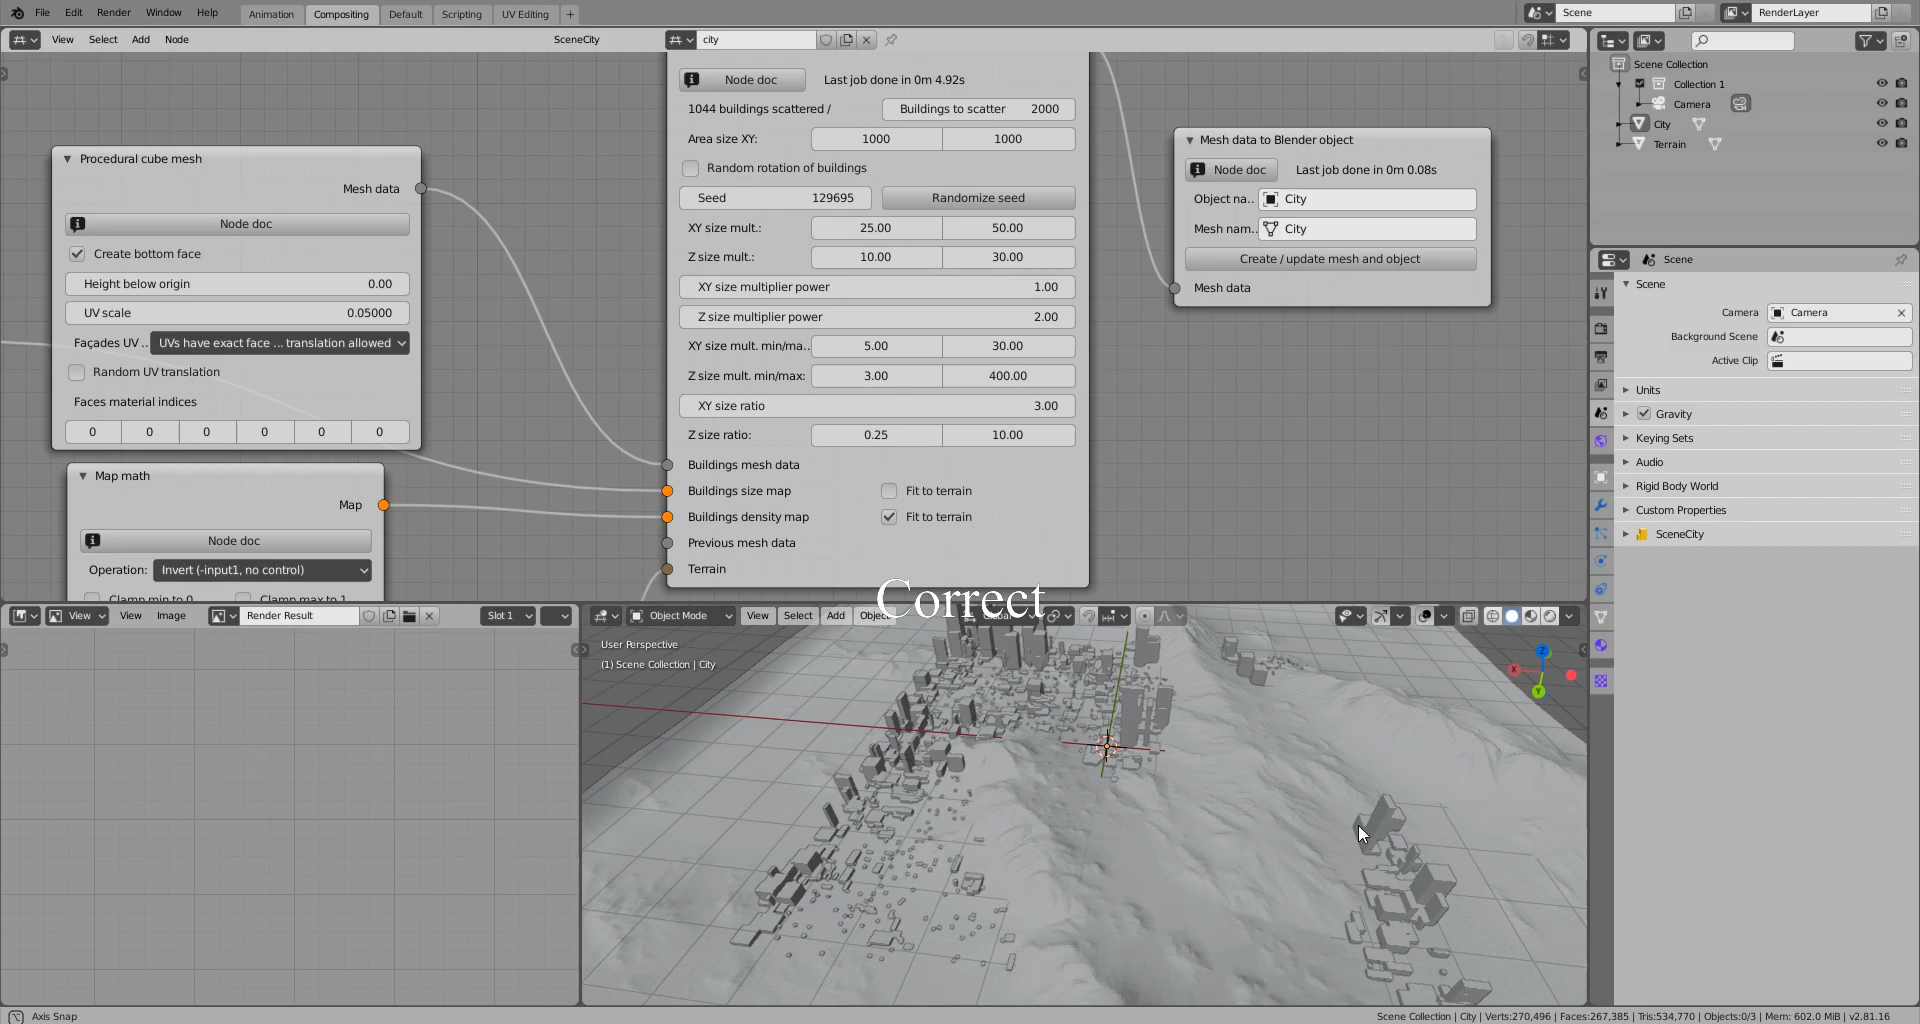 File Edit Render Window Help Animation Compositing Default Scripting UV Editing + Scene RenderLayer
View Select Add Node SceneCity city
Node doc Last job done in 0m 4.92s
1044 buildings scattered / Buildings to scatter 2000
Area size XY: 1000 1000
Random rotation of buildings
Seed 129695 Randomize seed
XY size mult.: 25.00 50.00
Z size mult.: 10.00 30.00
XY size multiplier power 1.00
Z size multiplier power 2.00
XY size mult. min/ma.. 5.00 30.00
Z size mult. min/max: 3.00 400.00
XY size ratio 3.00
Z size ratio: 0.25 10.00
Buildings mesh data
Buildings size map Fit to terrain
Buildings density map Fit to terrain
Previous mesh data
Terrain
Procedural cube mesh
Mesh data
Node doc
Create bottom face
Height below origin 0.00
UV scale 0.05000
Façades UV .. UVs have exact face ... translation allowed
Random UV translation
Faces material indices
0 0 0 0 0 0
Map math
Map
Node doc
Operation: Invert (-input1, no control)
Clamp min to 0 Clamp max to 1
Mesh data to Blender object
Node doc Last job done in 0m 0.08s
Object na.. City
Mesh nam.. City
Create / update mesh and object
Mesh data
Scene Collection
Collection 1
Camera
City
Terrain
Scene
Scene
Camera Camera
Background Scene
Active Clip
Units
Gravity
Keying Sets
Audio
Rigid Body World
Custom Properties
SceneCity
Correct
View View Image Render Result Slot 1
Object Mode View Select Add Object Global
User Perspective
(1) Scene Collection | City
Z
X
Y
Axis Snap
Scene Collection | City | Verts:270,496 | Faces:267,385 | Tris:534,770 | Objects:0/3 | Mem: 602.0 MiB | v2.81.16